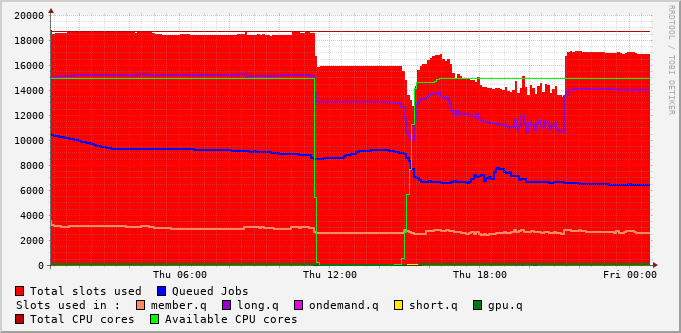 20000
18000
16000
14000
12000
10000
8000
6000
4000
2000
0
Thu 06:00 Thu 12:00 Thu 18:00 Fri 00:00
RRDTOOL / TOBI OETIKER
Total slots used Queued Jobs
Slots used in : member.q long.q ondemand.q short.q gpu.q
Total CPU cores Available CPU cores